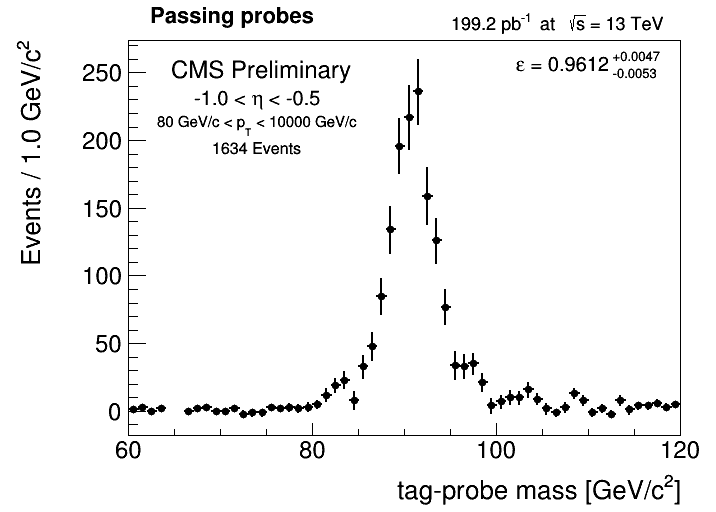 Passing probes
199.2 pb⁻¹ at √s = 13 TeV
CMS Preliminary
-1.0 < η < -0.5
80 GeV/c < p_T < 10000 GeV/c
1634 Events
ε = 0.9612 +0.0047 -0.0053
Events / 1.0 GeV/c²
250
200
150
100
50
0
60 80 100 120
tag-probe mass [GeV/c²]